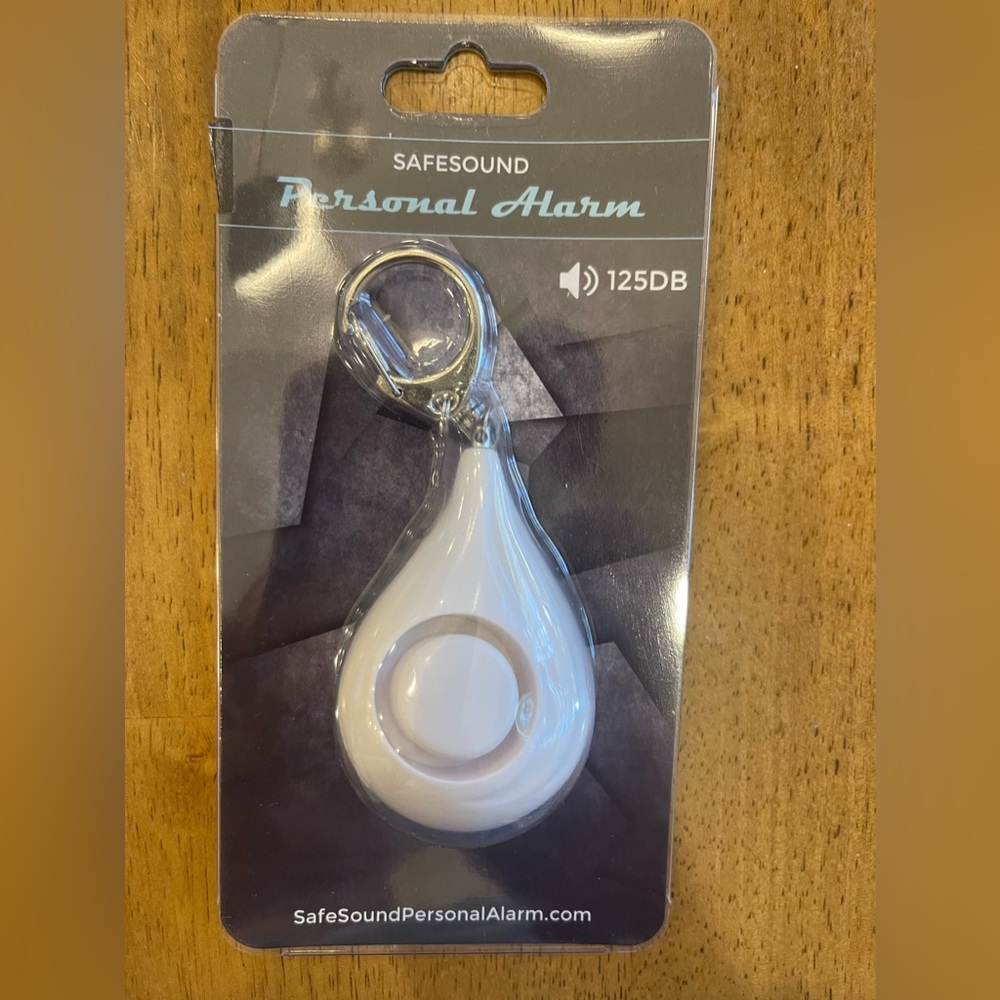 SAFESOUND
Personal Alarm
125DB
SafeSoundPersonalAlarm.com